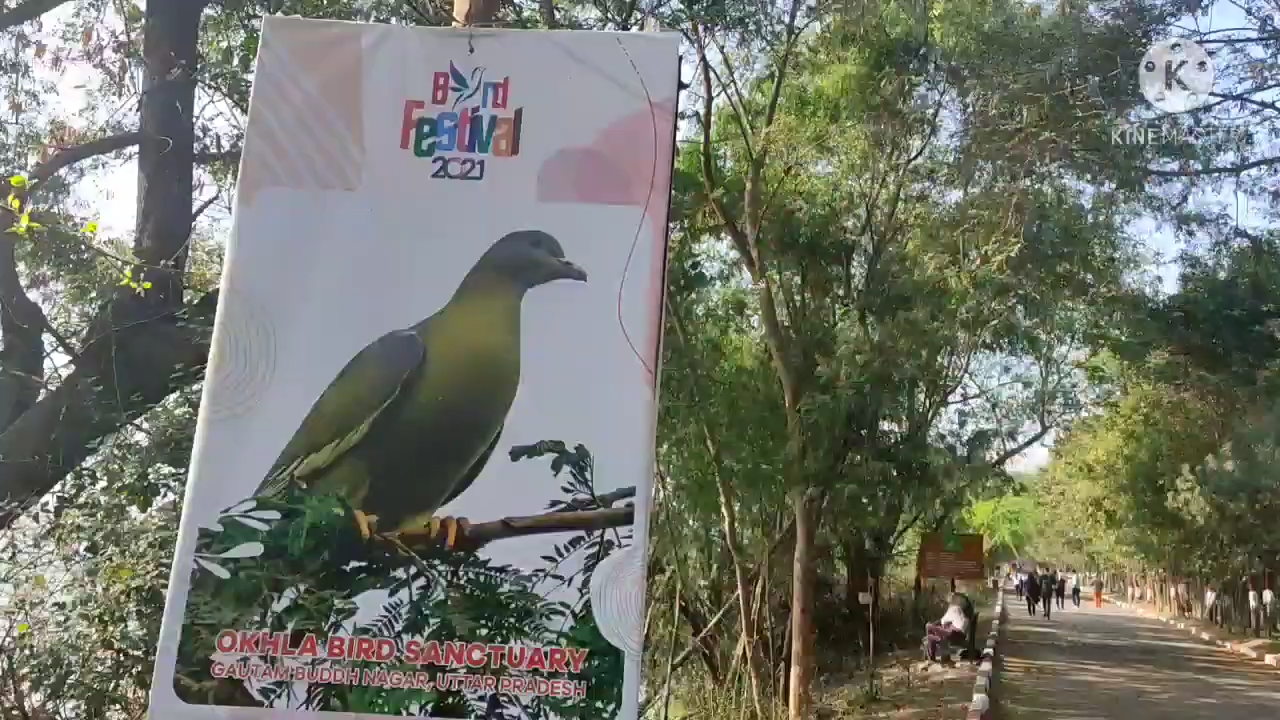 Bird
Festival
2021
OKHLA BIRD SANCTUARY
GAUTAM BUDDH NAGAR, UTTAR PRADESH
K
KINEMASTER